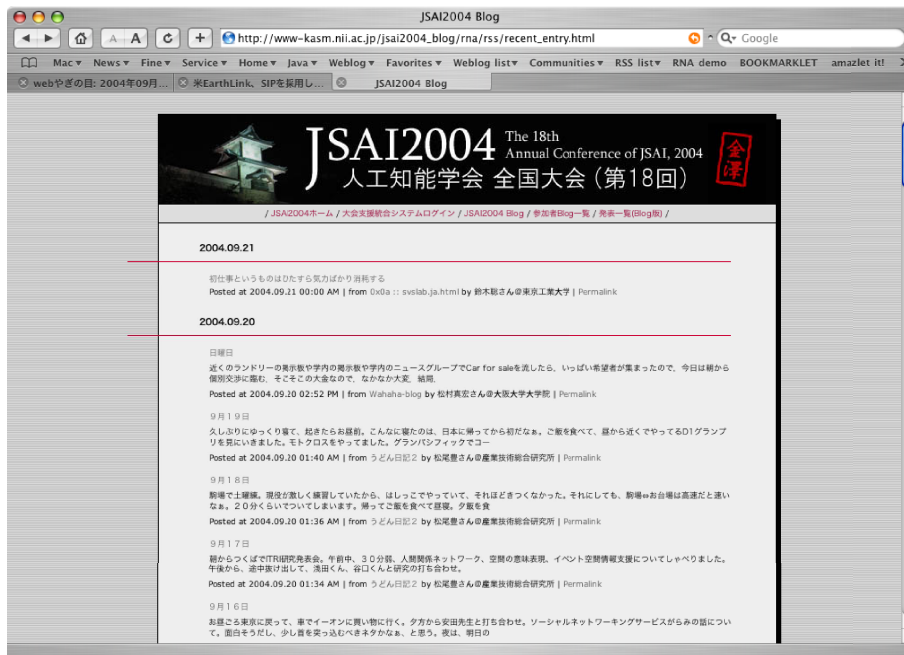 JSAI2004 Blog
A A
http://www-kasm.nii.ac.jp/jsai2004_blog/rna/rss/recent_entry.html
Google
Mac News Fine Service Home Java Weblog Favorites Weblog list Communities RSS list RNA demo BOOKMARKLET amazlet it!
webやぎの目: 2004年09月... 米EarthLink、SIPを採用し... JSAI2004 Blog
JSAI2004 The 18th
Annual Conference of JSAI, 2004
人工知能学会 全国大会(第18回)
金澤
/ JSAI2004ホーム / 大会支援統合システムログイン / JSAI2004 Blog / 参加者Blog一覧 / 発表一覧(Blog版) /
2004.09.21
初仕事というものはひたすら気力ばかり消耗する
Posted at 2004.09.21 00:00 AM | from 0x0a :: svslab.ja.html by 鈴木聡さん@東京工業大学 | Permalink
2004.09.20
日曜日
近くのランドリーの掲示板や学内の掲示板や学内のニュースグループでCar for saleを流したら、いっぱい希望者が集まったので、今日は朝から
個別交渉に臨む。そこそこの大金なので、なかなか大変。結局、
Posted at 2004.09.20 02:52 PM | from Wahaha-blog by 松村真宏さん@大阪大学大学院 | Permalink
9月19日
久しぶりにゆっくり寝て、起きたらお昼前。こんなに寝たのは、日本に帰ってから初だなぁ。ご飯を食べて、昼から近くでやってるD1グランプ
リを見にいきました。モトクロスをやってました。グランパシフィックでコー
Posted at 2004.09.20 01:40 AM | from うどん日記2 by 松尾豊さん@産業技術総合研究所 | Permalink
9月18日
駒場で土曜練。現役が激しく練習していたから、はしっこでやっていて、それほどきつくなかった。それにしても、駒場⇔お台場は高速だと速い
なぁ。20分くらいでついてしまいます。帰ってご飯を食べて昼寝。夕飯を食
Posted at 2004.09.20 01:36 AM | from うどん日記2 by 松尾豊さん@産業技術総合研究所 | Permalink
9月17日
朝からつくばでITRI研究発表会。午前中、30分弱、人間関係ネットワーク、空間の意味表現、イベント空間情報支援についてしゃべりました。
午後から、途中抜け出して、浅田くん、谷口くんと研究の打ち合わせ。
Posted at 2004.09.20 01:34 AM | from うどん日記2 by 松尾豊さん@産業技術総合研究所 | Permalink
9月16日
お昼ごろ東京に戻って、車でイーオンに買い物に行く。夕方から安田先生と打ち合わせ。ソーシャルネットワーキングサービスがらみの話につい
て。面白そうだし、少し首を突っ込むべきネタかなぁ、と思う。夜は、明日の